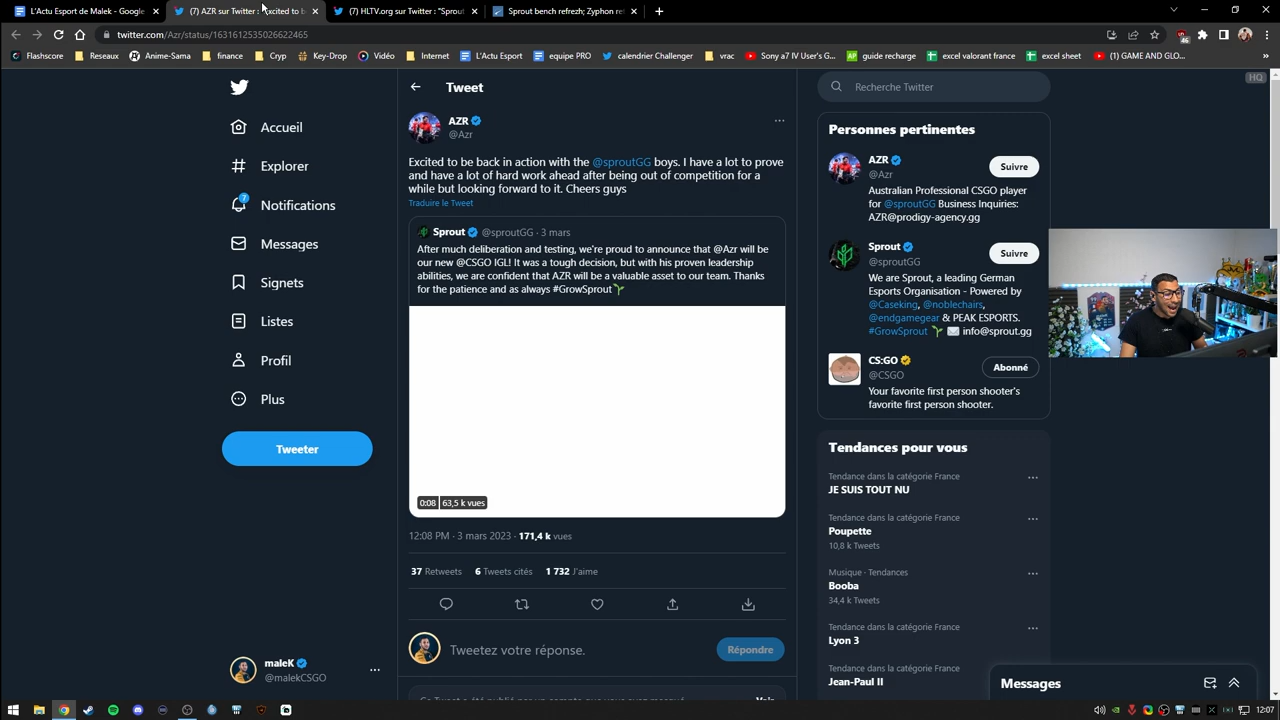 L'Actu Esport de Malek - Google
(7) AZR sur Twitter : "Excited to b
(7) HLTV.org sur Twitter : "Sprout
Sprout bench refrezh; Zyphon ret
twitter.com/Azr/status/1631612535026622465
Flashscore
Reseaux
Anime-Sama
finance
Cryp
Key-Drop
Vidéo
Internet
L'Actu Esport
equipe PRO
calendrier Challenger
vrac
Sony a7 IV User's G...
guide recharge
excel valorant france
excel sheet
(1) GAME AND GLO...
HQ
Accueil
Explorer
7
Notifications
Messages
Signets
Listes
Profil
Plus
Tweeter
maleK
@malekCSGO
Tweet
AZR
@Azr
Excited to be back in action with the @sproutGG boys. I have a lot to prove
and have a lot of hard work ahead after being out of competition for a
while but looking forward to it. Cheers guys
Traduire le Tweet
Sprout @sproutGG · 3 mars
After much deliberation and testing, we're proud to announce that @Azr will be
our new @CSGO IGL! It was a tough decision, but with his proven leadership
abilities, we are confident that AZR will be a valuable asset to our team. Thanks
for the patience and as always #GrowSprout
0:08 63,5 k vues
12:08 PM · 3 mars 2023 · 171,4 k vues
37 Retweets 6 Tweets cités 1 732 J'aime
Tweetez votre réponse.
Répondre
Ce Tweet a été publié par un compte que vous avez masqué.
Voir
Recherche Twitter
Personnes pertinentes
AZR
@Azr
Suivre
Australian Professional CSGO player
for @sproutGG Business Inquiries:
AZR@prodigy-agency.gg
Sprout
@sproutGG
Suivre
We are Sprout, a leading German
Esports Organisation - Powered by
@Caseking, @noblechairs,
@endgamegear & PEAK ESPORTS.
#GrowSprout info@sprout.gg
CS:GO
@CSGO
Abonné
Your favorite first person shooter's
favorite first person shooter.
Tendances pour vous
Tendance dans la catégorie France
JE SUIS TOUT NU
Tendance dans la catégorie France
Poupette
10,8 k Tweets
Musique · Tendances
Booba
34,4 k Tweets
Tendance dans la catégorie France
Lyon 3
Tendance dans la catégorie France
Jean-Paul II
Messages
12:07